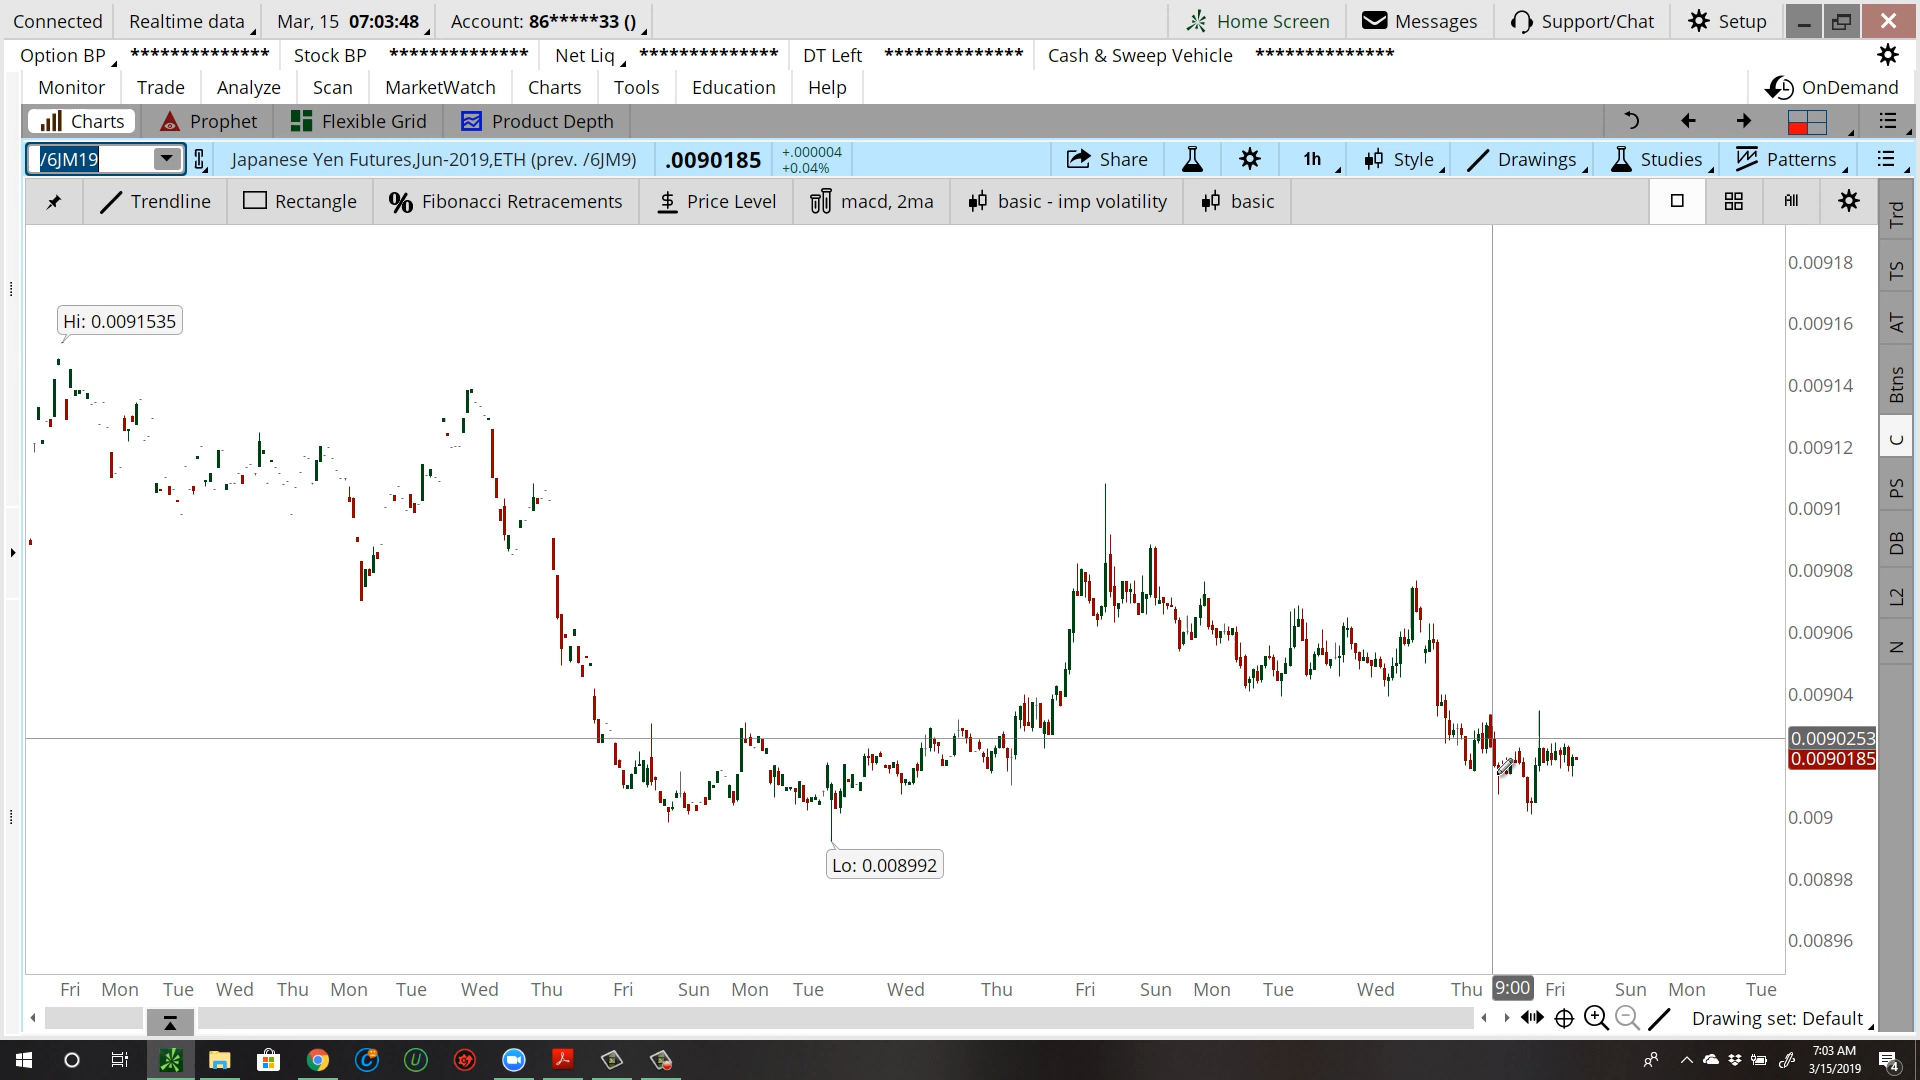 Connected Realtime data Mar, 15 07:03:48 Account: 86*****33 () Home Screen Messages Support/Chat Setup
Option BP ************** Stock BP ************** Net Liq ************** DT Left ************** Cash & Sweep Vehicle **************
Monitor Trade Analyze Scan MarketWatch Charts Tools Education Help OnDemand
Charts Prophet Flexible Grid Product Depth
/6JM19 Japanese Yen Futures,Jun-2019,ETH (prev. /6JM9) .0090185 +.000004 +0.04% Share 1h Style Drawings Studies Patterns
Trendline Rectangle % Fibonacci Retracements $ Price Level macd, 2ma basic - imp volatility basic All
Trd
TS
AT
Btns
C
PS
DB
L2
N
0.00918
Hi: 0.0091535
0.00916
0.00914
0.00912
0.0091
0.00908
0.00906
0.00904
0.0090253
0.0090185
0.009
Lo: 0.008992
0.00898
0.00896
Fri Mon Tue Wed Thu Mon Tue Wed Thu Fri Sun Mon Tue Wed Thu Fri Sun Mon Tue Wed Thu 9:00 Fri Sun Mon Tue
Drawing set: Default
7:03 AM
3/15/2019
4